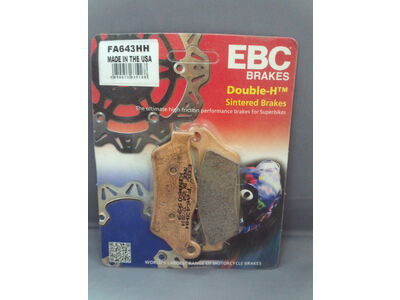 FA643HH
MADE IN THE USA
EBC
BRAKES
Double-H™
Sintered Brakes
The ultimate high friction performance brakes for Superbikes
WORLD'S LARGEST RANGE OF MOTORCYCLE BRAKES